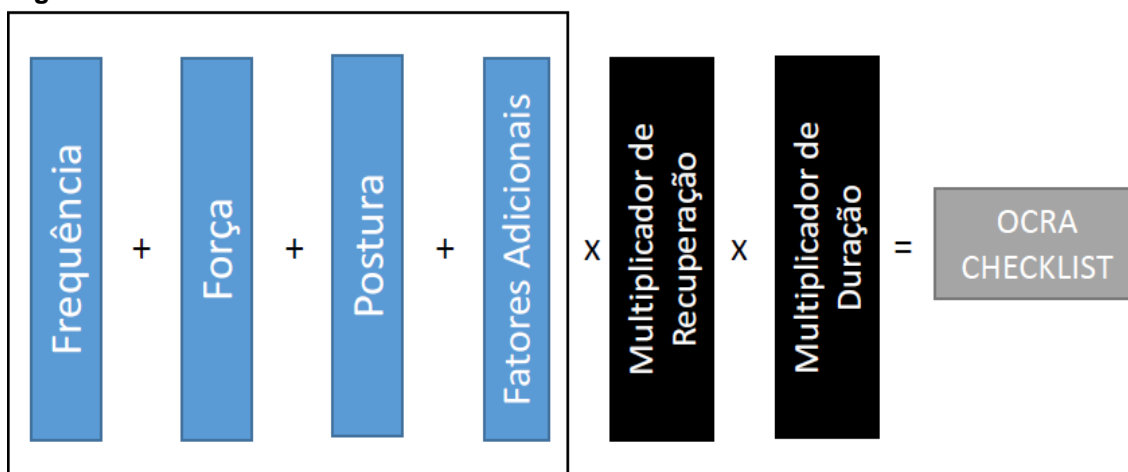 Frequência
+
Força
+
Postura
+
Fatores Adicionais
x
Multiplicador de
Recuperação
x
Multiplicador de
Duração
=
OCRA
CHECKLIST